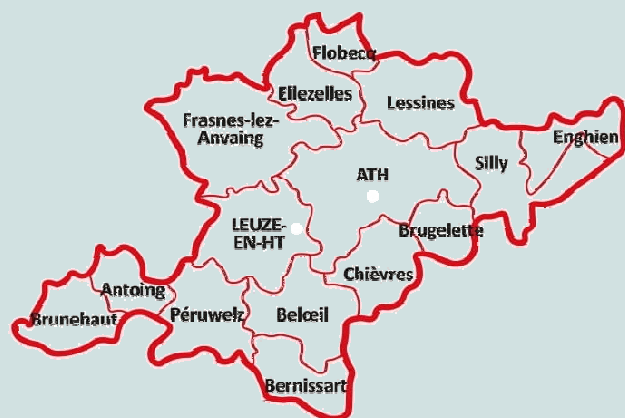 Flobecq
Ellezelles
Lessines
Frasnes-lez-
Anvaing
Enghien
Silly
ATH
LEUZE-
EN-HT
Brugelette
Chièvres
Antoing
Brunehaut
Péruwelz
Belœil
Bernissart